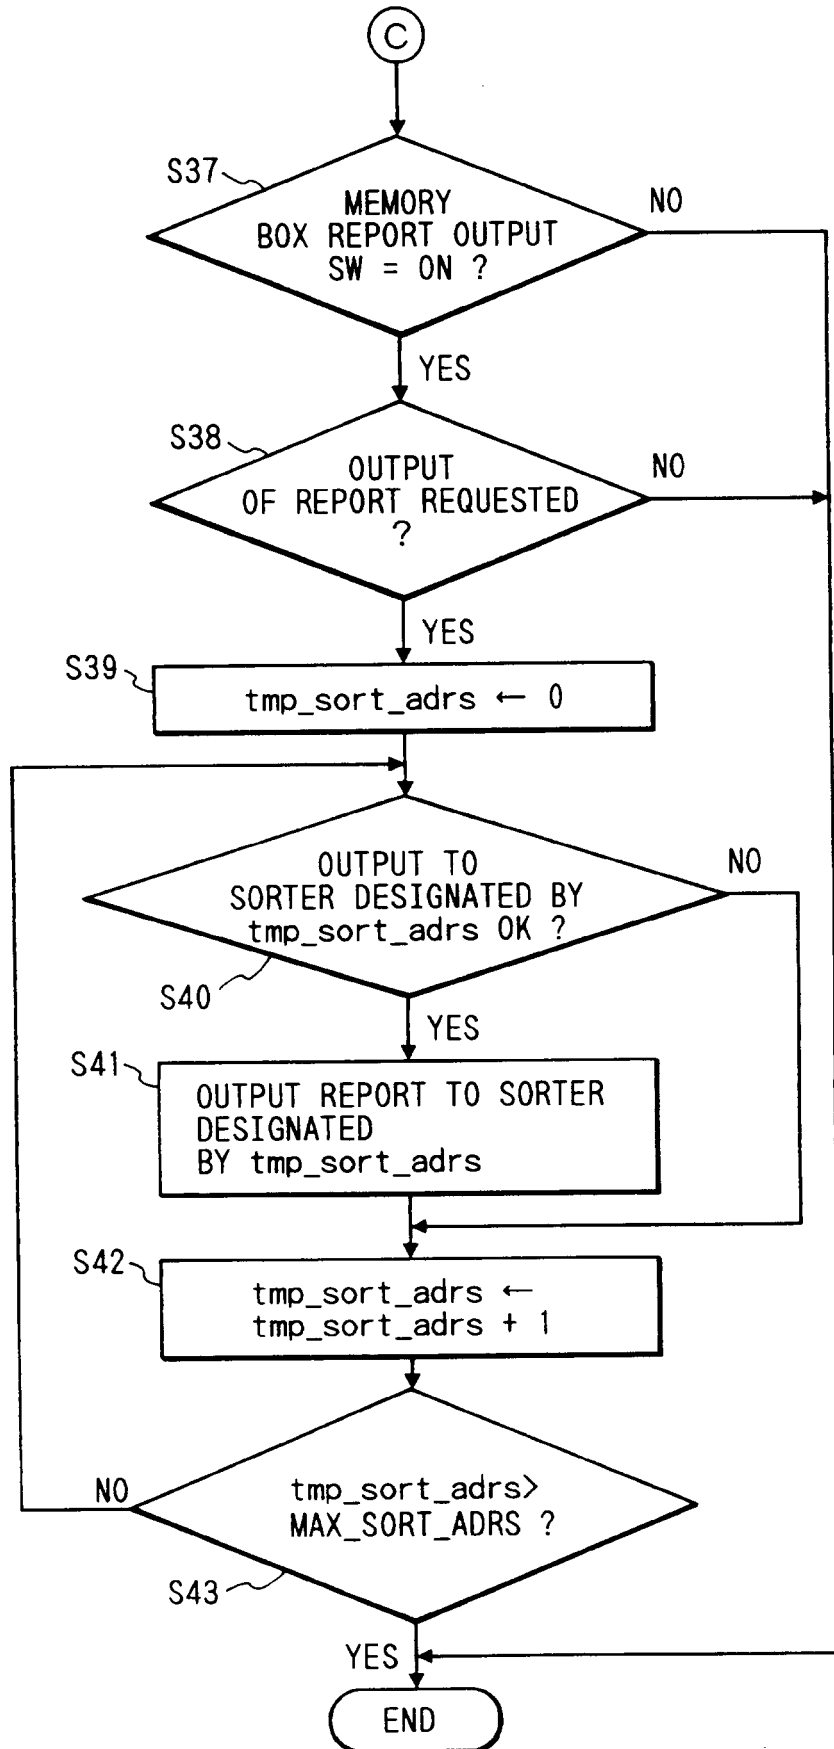 C
S37
MEMORY
BOX REPORT OUTPUT
SW = ON ?
NO
YES
S38
OUTPUT
OF REPORT REQUESTED
?
NO
YES
S39
tmp_sort_adrs ← 0
OUTPUT TO
SORTER DESIGNATED BY
tmp_sort_adrs OK ?
NO
S40
YES
S41
OUTPUT REPORT TO SORTER
DESIGNATED
BY tmp_sort_adrs
S42
tmp_sort_adrs ←
tmp_sort_adrs + 1
NO
tmp_sort_adrs>
MAX_SORT_ADRS ?
S43
YES
END